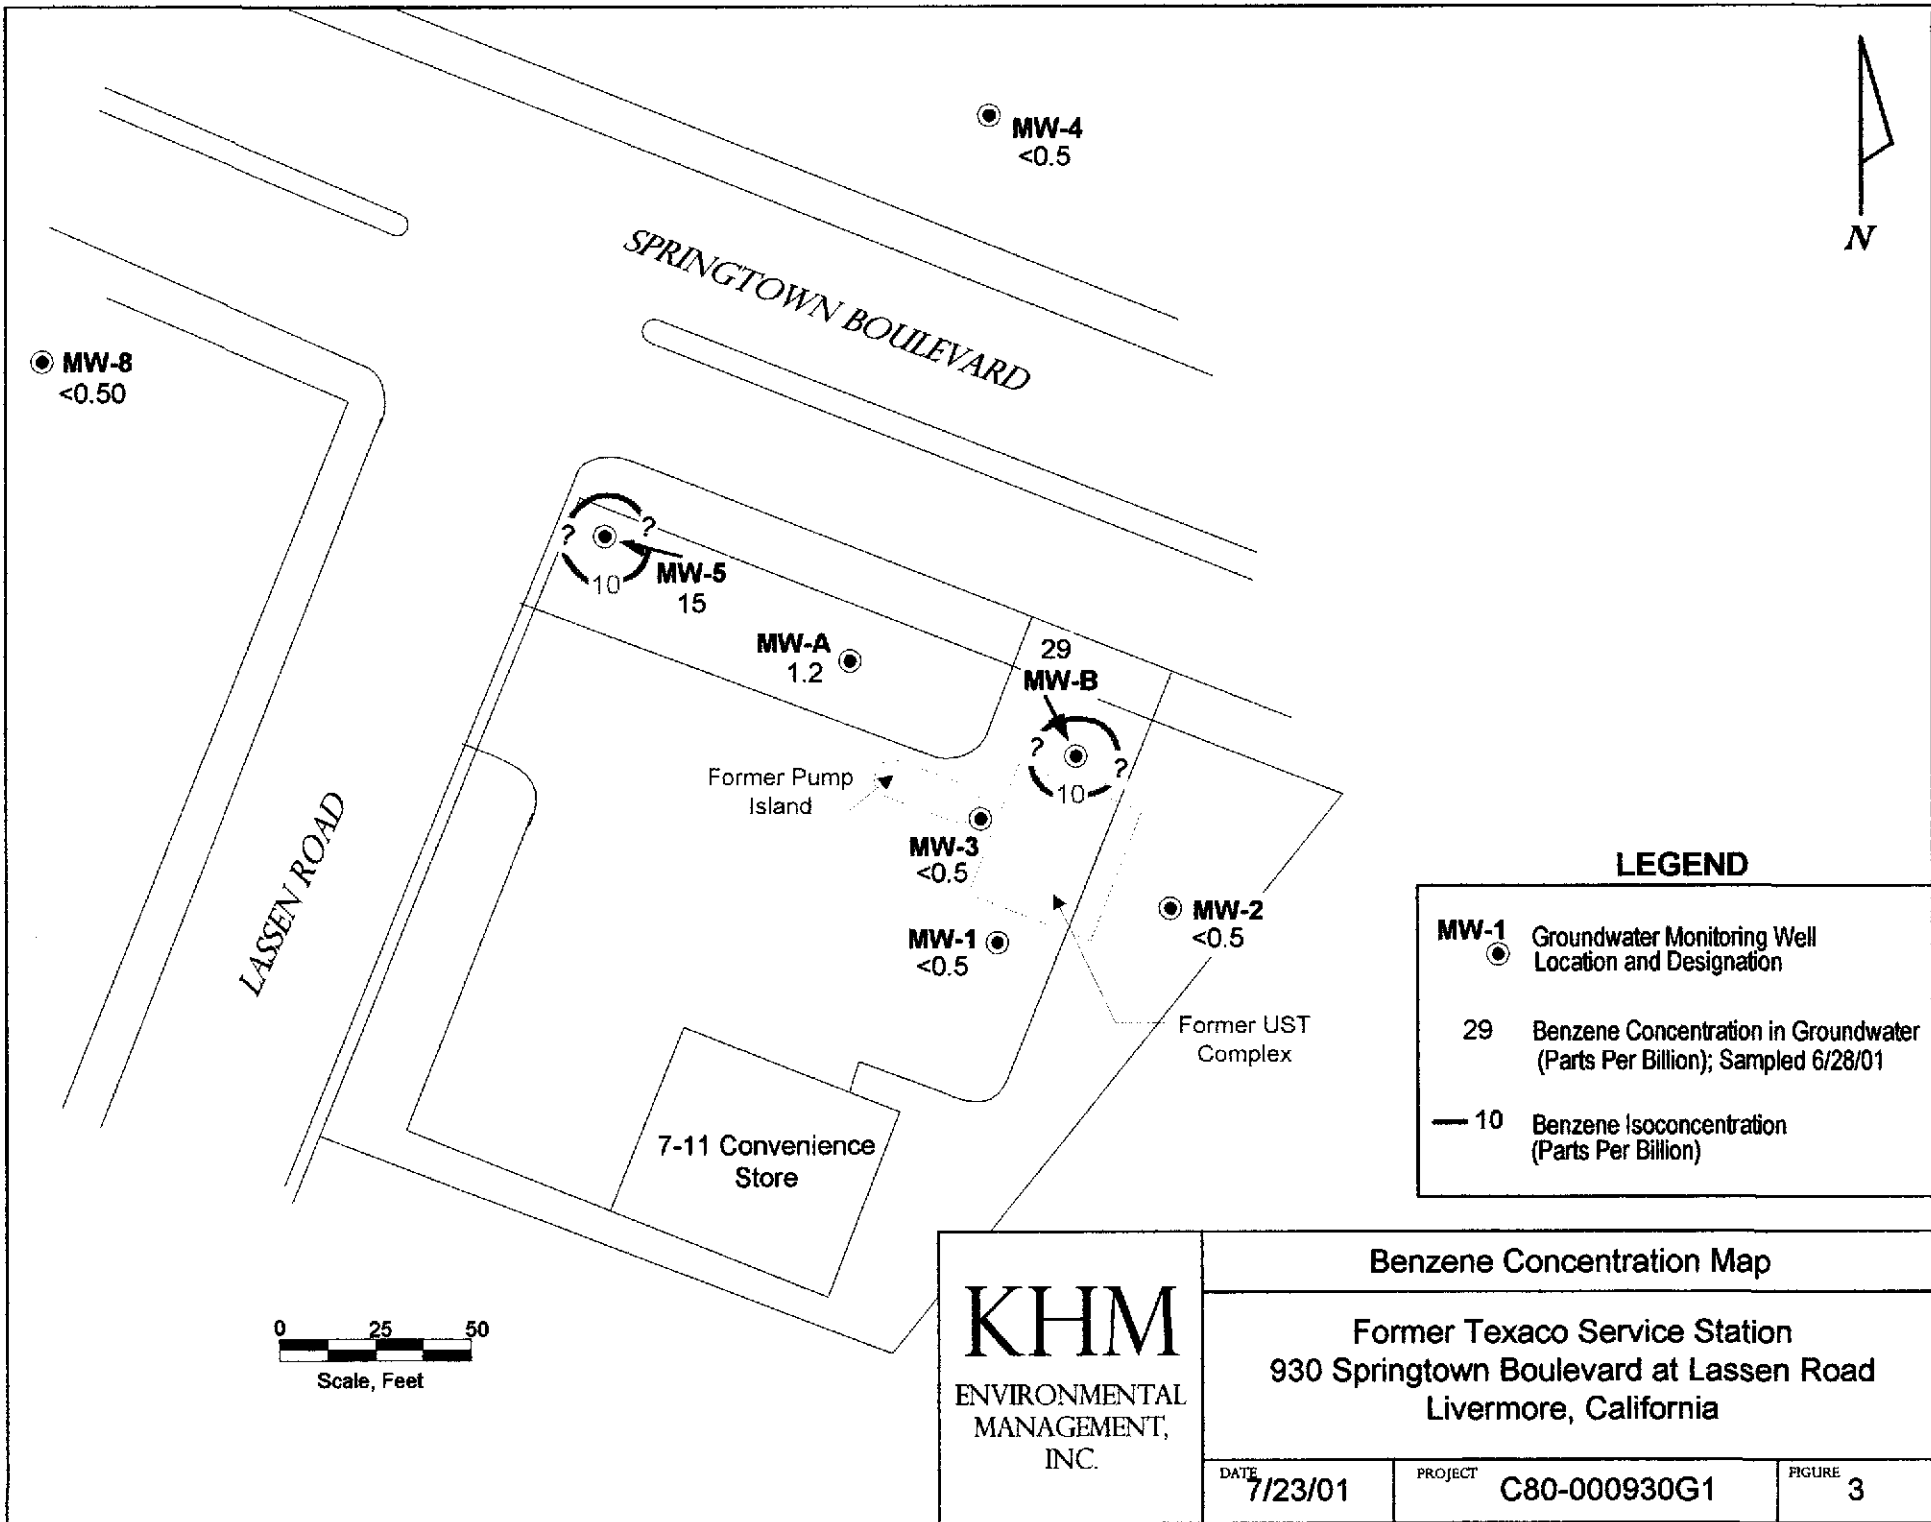 MW-4
<0.5
N
SPRINGTOWN BOULEVARD
MW-8
<0.50
?
?
10
MW-5
15
MW-A
1.2
29
MW-B
?
?
10
Former Pump
Island
MW-3
<0.5
MW-2
<0.5
MW-1
<0.5
LASSEN ROAD
Former UST
Complex
7-11 Convenience
Store
0 25 50
Scale, Feet
LEGEND
MW-1 Groundwater Monitoring Well
Location and Designation
29 Benzene Concentration in Groundwater
(Parts Per Billion); Sampled 6/28/01
10 Benzene Isoconcentration
(Parts Per Billion)
KHM
ENVIRONMENTAL
MANAGEMENT,
INC.
Benzene Concentration Map
Former Texaco Service Station
930 Springtown Boulevard at Lassen Road
Livermore, California
DATE 7/23/01
PROJECT C80-000930G1
FIGURE 3